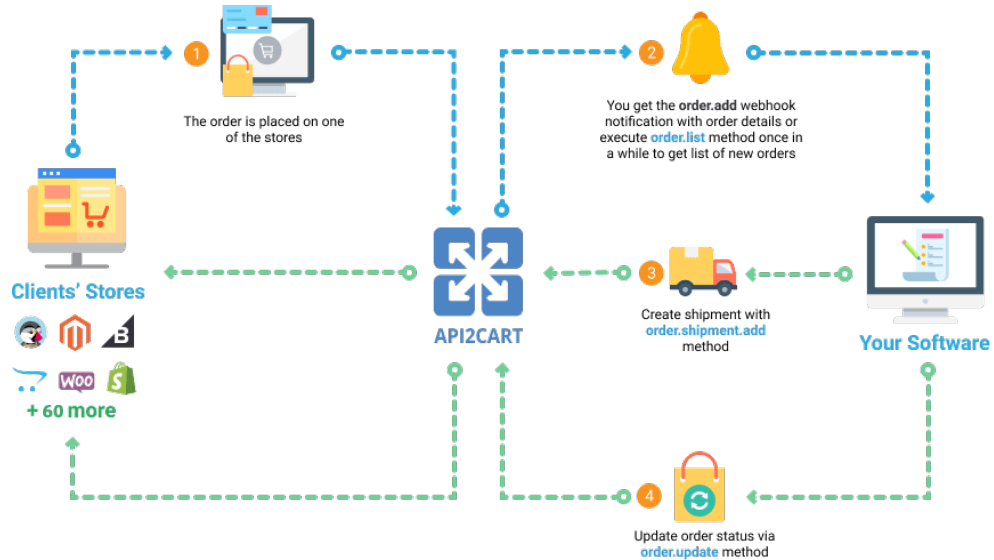 1
The order is placed on one
of the stores
2
You get the order.add webhook
notification with order details or
execute order.list method once in
a while to get list of new orders
Clients' Stores
B
WOO
+ 60 more
API2CART
3
Create shipment with
order.shipment.add
method
Your Software
4
Update order status via
order.update method